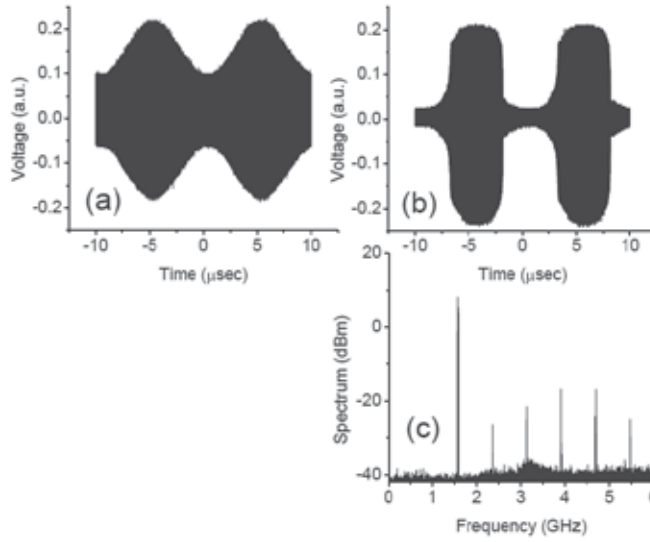 Voltage (a.u.)
0.2
0.1
0.0
-0.1
-0.2
(a)
-10 -5 0 5 10
Time (μsec)
Voltage (a.u.)
0.2
0.1
0.0
-0.1
-0.2
(b)
-10 -5 0 5 10
Time (μsec)
Spectrum (dBm)
20
0
-20
-40
(c)
0 1 2 3 4 5 6
Frequency (GHz)